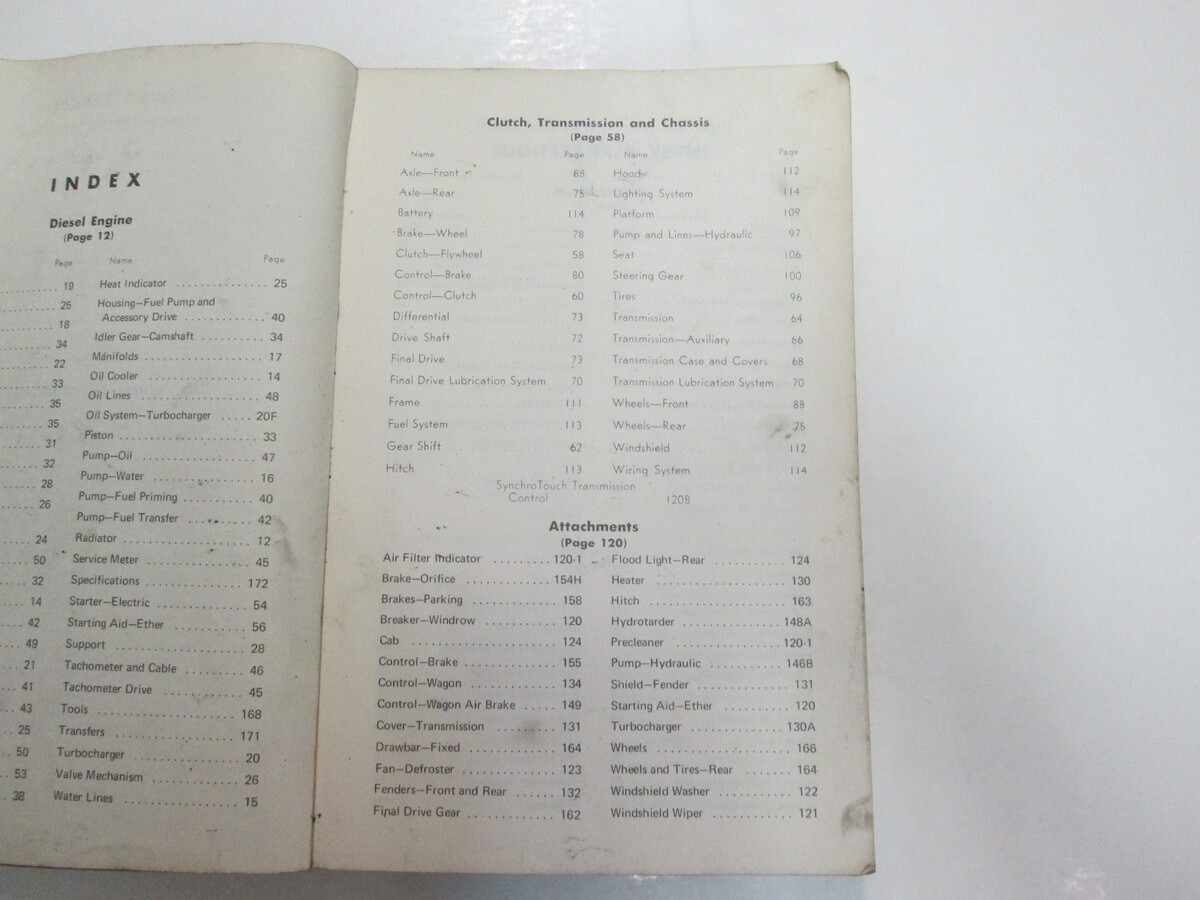 INDEX
Diesel Engine
(Page 12)
Page Name Page
19 Heat Indicator 25
25 Housing—Fuel Pump and
18 Accessory Drive 40
34 Idler Gear—Camshaft 34
22 Manifolds 17
33 Oil Cooler 14
35 Oil Lines 48
35 Oil System—Turbocharger 20F
31 Piston 33
32 Pump—Oil 47
28 Pump—Water 16
26 Pump—Fuel Priming 40
Pump—Fuel Transfer 42
24 Radiator 12
50 Service Meter 45
32 Specifications 172
14 Starter—Electric 54
42 Starting Aid—Ether 56
49 Support 28
21 Tachometer and Cable 46
41 Tachometer Drive 45
43 Tools 168
25 Transfers 171
50 Turbocharger 20
53 Valve Mechanism 26
38 Water Lines 15
Clutch, Transmission and Chassis
(Page 58)
Name Page Name Page
Axle—Front 88 Hood 112
Axle—Rear 75 Lighting System 114
Battery 114 Platform 109
Brake—Wheel 78 Pump and Lines—Hydraulic 97
Clutch—Flywheel 58 Seat 106
Control—Brake 80 Steering Gear 100
Control—Clutch 60 Tires 96
Differential 73 Transmission 64
Drive Shaft 72 Transmission—Auxiliary 66
Final Drive 73 Transmission Case and Covers 68
Final Drive Lubrication System 70 Transmission Lubrication System 70
Frame 111 Wheels—Front 88
Fuel System 113 Wheels—Rear 75
Gear Shift 62 Windshield 112
Hitch 113 Wiring System 114
SynchroTouch Transmission
Control 120B
Attachments
(Page 120)
Air Filter Indicator 120-1 Flood Light—Rear 124
Brake—Orifice 154H Heater 130
Brakes—Parking 158 Hitch 163
Breaker—Windrow 120 Hydrotarder 148A
Cab 124 Precleaner 120-1
Control—Brake 155 Pump—Hydraulic 146B
Control—Wagon 134 Shield—Fender 131
Control—Wagon Air Brake 149 Starting Aid—Ether 120
Cover—Transmission 131 Turbocharger 130A
Drawbar—Fixed 164 Wheels 166
Fan—Defroster 123 Wheels and Tires—Rear 164
Fenders—Front and Rear 132 Windshield Washer 122
Final Drive Gear 162 Windshield Wiper 121